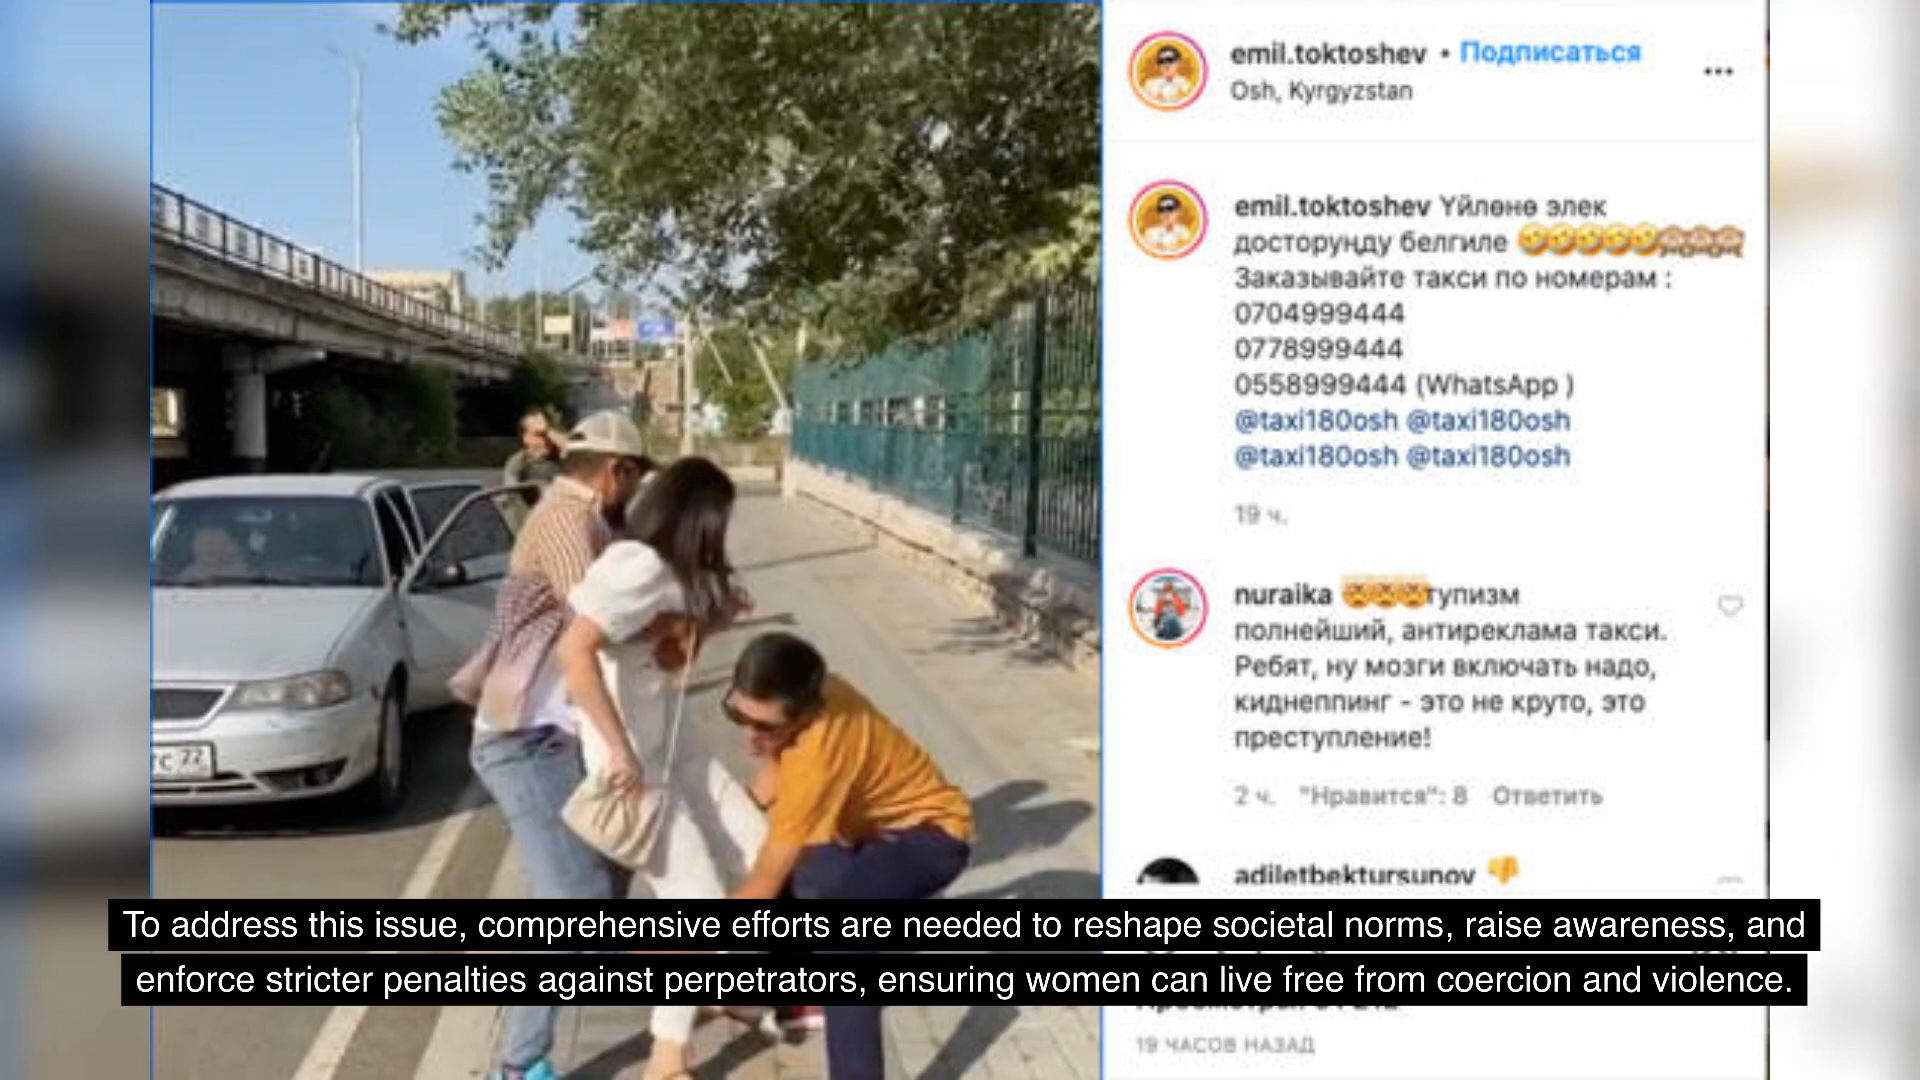 emil.toktoshev • Подписаться
Osh, Kyrgyzstan
emil.toktoshev Үйлөнө элек
досторуңду белгиле
Заказывайте такси по номерам :
0704999444
0778999444
0558999444 (WhatsApp )
@taxi180osh @taxi180osh
@taxi180osh @taxi180osh
19 ч.
nuraika тупизм
полнейший, антиреклама такси.
Ребят, ну мозги включать надо,
киднеппинг - это не круто, это
преступление!
2 ч. "Нравится": 8 Ответить
adiletbektursunov
To address this issue, comprehensive efforts are needed to reshape societal norms, raise awareness, and
enforce stricter penalties against perpetrators, ensuring women can live free from coercion and violence.
19 ЧАСОВ НАЗАД